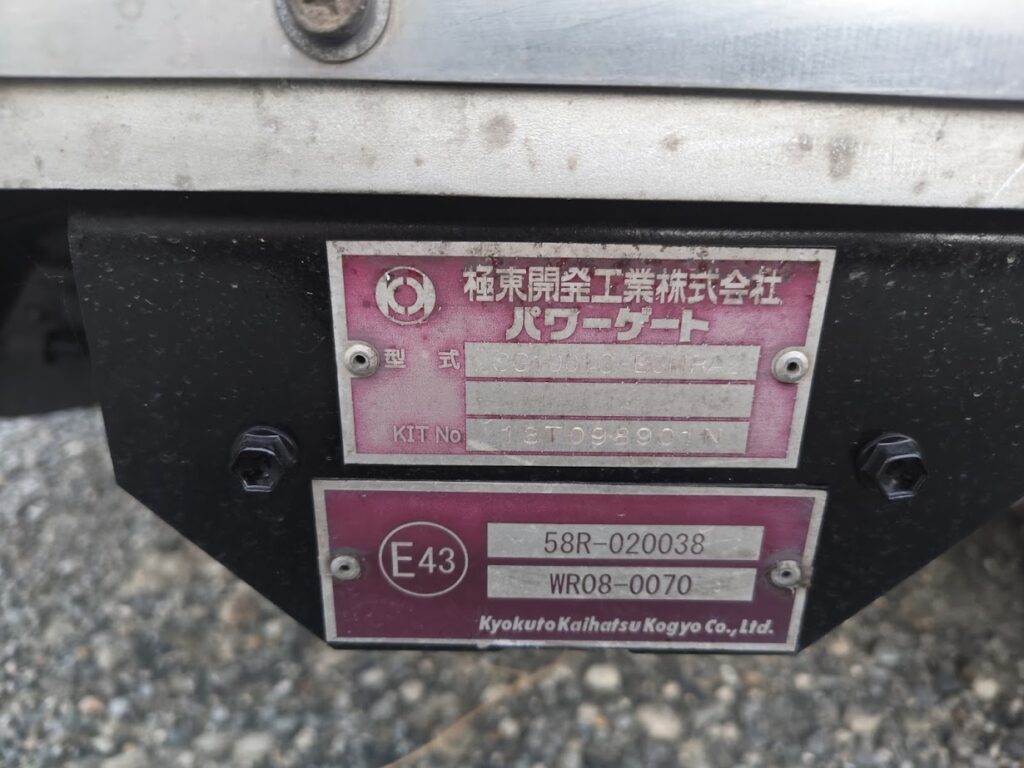 極東開発工業株式会社
パワーゲート
型 式
KIT No 19T098901N
E43
58R-020038
WR08-0070
Kyokuto Kaihatsu Kogyo Co., Ltd.